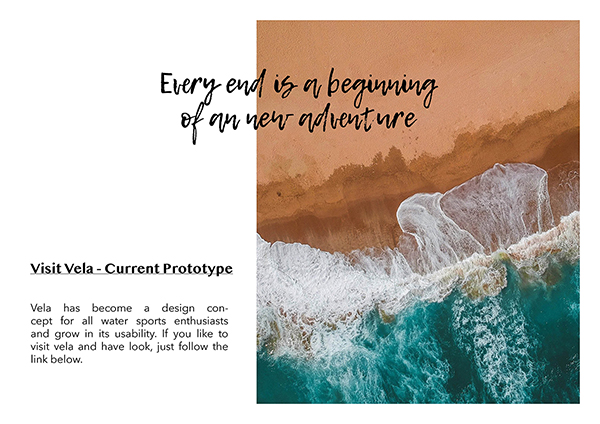 Every end is a beginning
of an new adventure
Visit Vela - Current Prototype
Vela has become a design con-
cept for all water sports enthusiasts
and grow in its usability. If you like to
visit vela and have look, just follow the
link below.